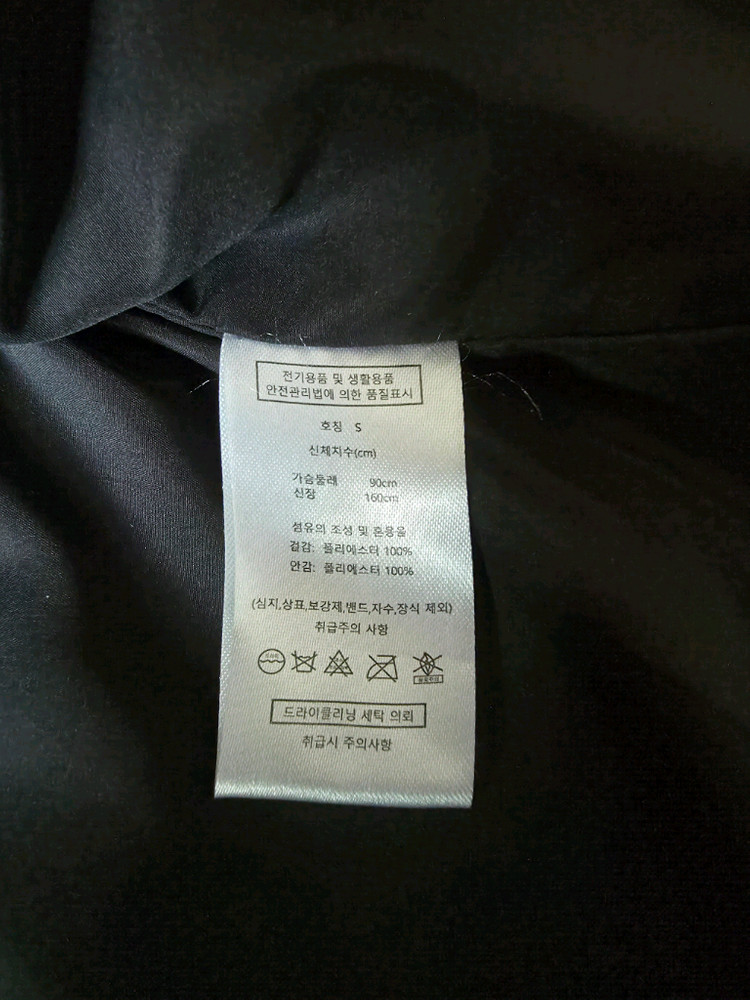 전기용품 및 생활용품
안전관리법에 의한 품질표시
호칭 S
신체치수(cm)
가슴둘레 90cm
신장 160cm
섬유의 조성 및 혼용율
겉감: 폴리에스터 100%
안감: 폴리에스터 100%
(심지,상표,보강제,밴드,자수,장식 제외)
취급주의 사항
드라이클리닝 세탁 의뢰
취급시 주의사항